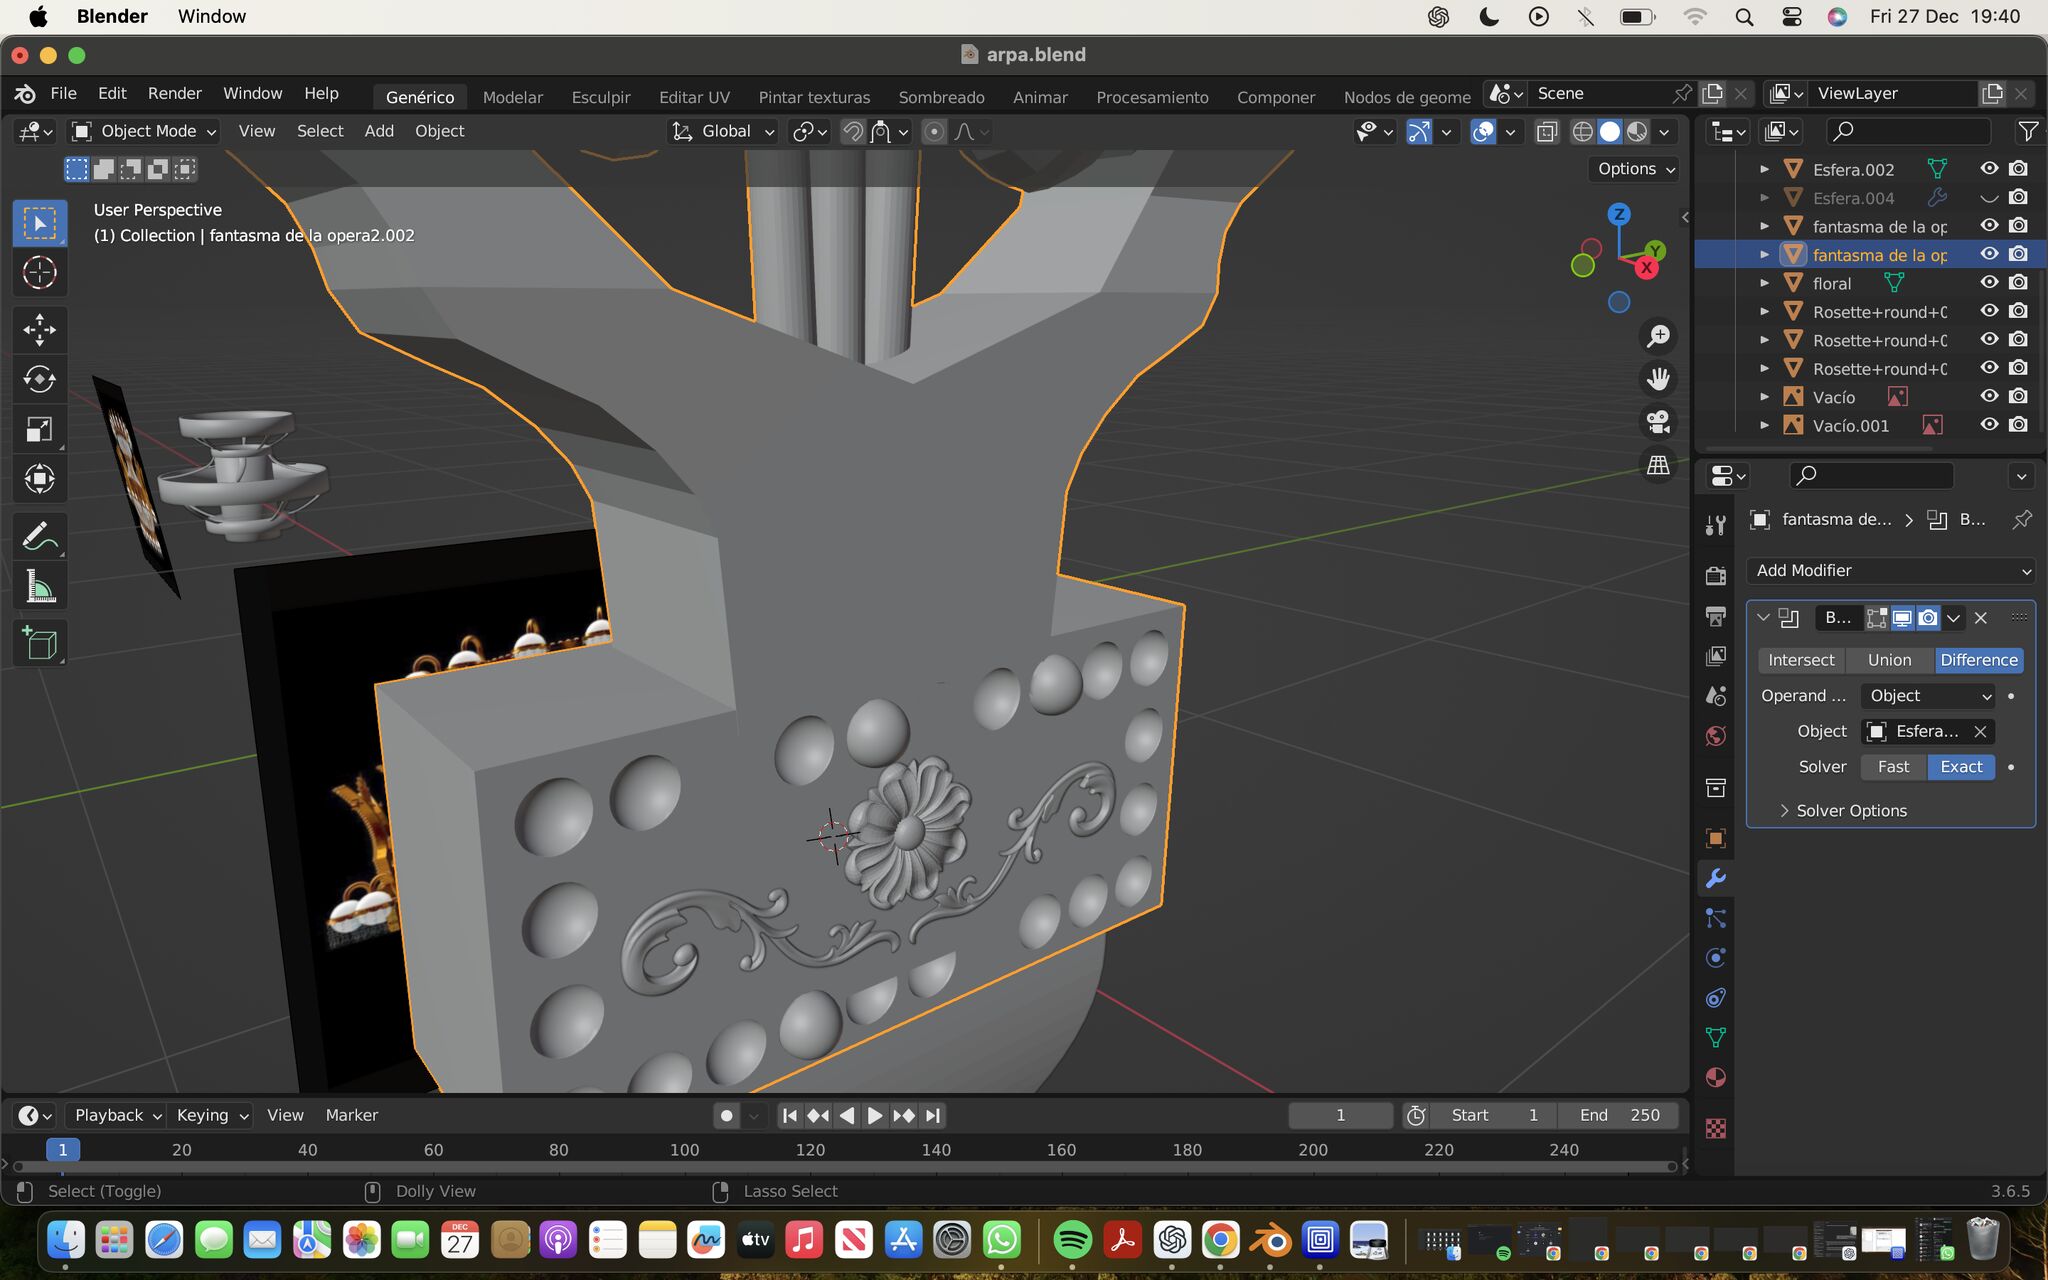 Blender Window Fri 27 Dec 19:40
arpa.blend
File Edit Render Window Help Genérico Modelar Esculpir Editar UV Pintar texturas Sombreado Animar Procesamiento Componer Nodos de geome Scene ViewLayer
Object Mode View Select Add Object Global
Options
User Perspective
(1) Collection | fantasma de la opera2.002
Z
Y
X
Esfera.002
Esfera.004
fantasma de la op
fantasma de la op
floral
Rosette+round+0
Rosette+round+0
Rosette+round+0
Vacío
Vacío.001
fantasma de... > B...
Add Modifier
B...
Intersect Union Difference
Operand ... Object
Object Esfera...
Solver Fast Exact
Solver Options
Playback Keying View Marker 1 Start 1 End 250
1 20 40 60 80 100 120 140 160 180 200 220 240
Select (Toggle) Dolly View Lasso Select 3.6.5
DEC
27
tv